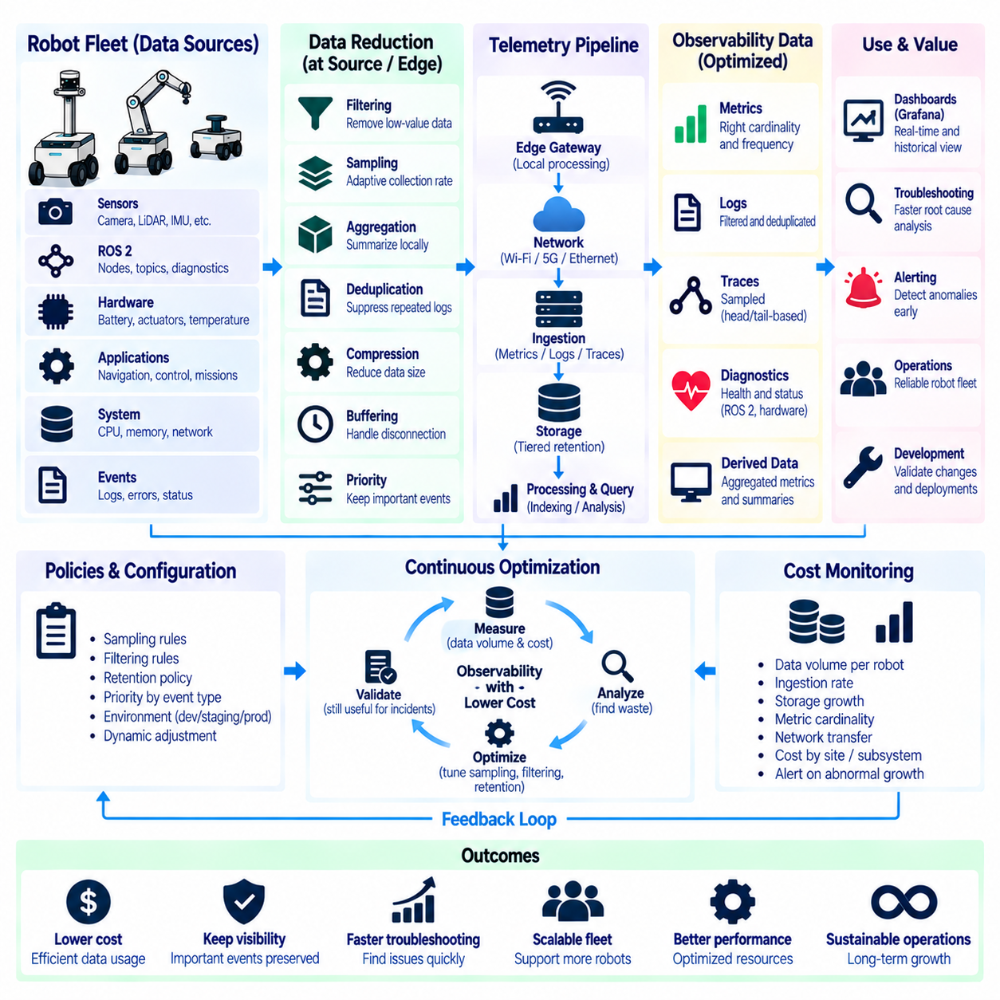 Robot Fleet (Data Sources)
Sensors
Camera, LiDAR, IMU, etc.
ROS 2
Nodes, topics, diagnostics
Hardware
Battery, actuators, temperature
Applications
Navigation, control, missions
System
CPU, memory, network
Events
Logs, errors, status
Data Reduction
(at Source / Edge)
Filtering
Remove low-value data
Sampling
Adaptive collection rate
Aggregation
Summarize locally
Deduplication
Suppress repeated logs
Compression
Reduce data size
Buffering
Handle disconnection
Priority
Keep important events
Telemetry Pipeline
Edge Gateway
(Local processing)
Network
(Wi-Fi / 5G / Ethernet)
Ingestion
(Metrics / Logs / Traces)
Storage
(Tiered retention)
Processing & Query
(Indexing / Analysis)
Observability Data
(Optimized)
Metrics
Right cardinality
and frequency
Logs
Filtered and deduplicated
Traces
Sampled
(head/tail-based)
Diagnostics
Health and status
(ROS 2, hardware)
Derived Data
Aggregated metrics
and summaries
Use & Value
Dashboards
(Grafana)
Real-time and
historical view
Troubleshooting
Faster root cause
analysis
Alerting
Detect anomalies
early
Operations
Reliable robot fleet
Development
Validate changes
and deployments
Policies & Configuration
• Sampling rules
• Filtering rules
• Retention policy
• Priority by event type
• Environment (dev/staging/prod)
• Dynamic adjustment
Continuous Optimization
Measure
(data volume & cost)
Observability
- with -
Lower Cost
Validate
(still useful for incidents)
Analyze
(find waste)
Optimize
(tune sampling, filtering,
retention)
Cost Monitoring
• Data volume per robot
• Ingestion rate
• Storage growth
• Metric cardinality
• Network transfer
• Cost by site / subsystem
• Alert on abnormal growth
Feedback Loop
Outcomes
$
Lower cost
Efficient data usage
Keep visibility
Important events preserved
Faster troubleshooting
Find issues quickly
Scalable fleet
Support more robots
Better performance
Optimized resources
Sustainable operations
Long-term growth